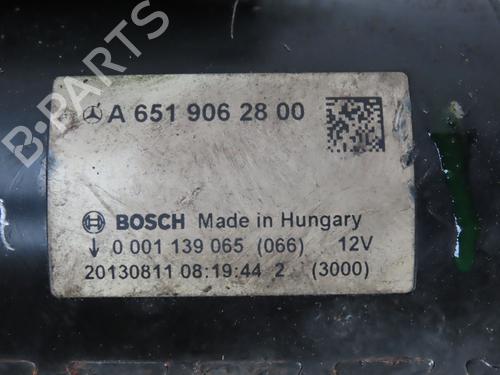 A 651 906 28 00
BOSCH Made in Hungary
↓ 0 001 139 065 (066) 12V
20130811 08:19:44 2 (3000)
B-PARTS